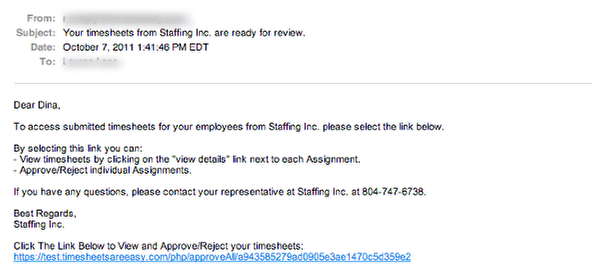 From:
Subject: Your timesheets from Staffing Inc. are ready for review.
Date: October 7, 2011 1:41:46 PM EDT
To:
Dear Dina,
To access submitted timesheets for your employees from Staffing Inc. please select the link below.
By selecting this link you can:
- View timesheets by clicking on the "view details" link next to each Assignment.
- Approve/Reject individual Assignments.
If you have any questions, please contact your representative at Staffing Inc. at 804-747-6738.
Best Regards,
Staffing Inc.
Click The Link Below to View and Approve/Reject your timesheets:
https://test.timesheetsareeasy.com/php/approveAll/a943585279ad0905e3ae1470c5d359e2